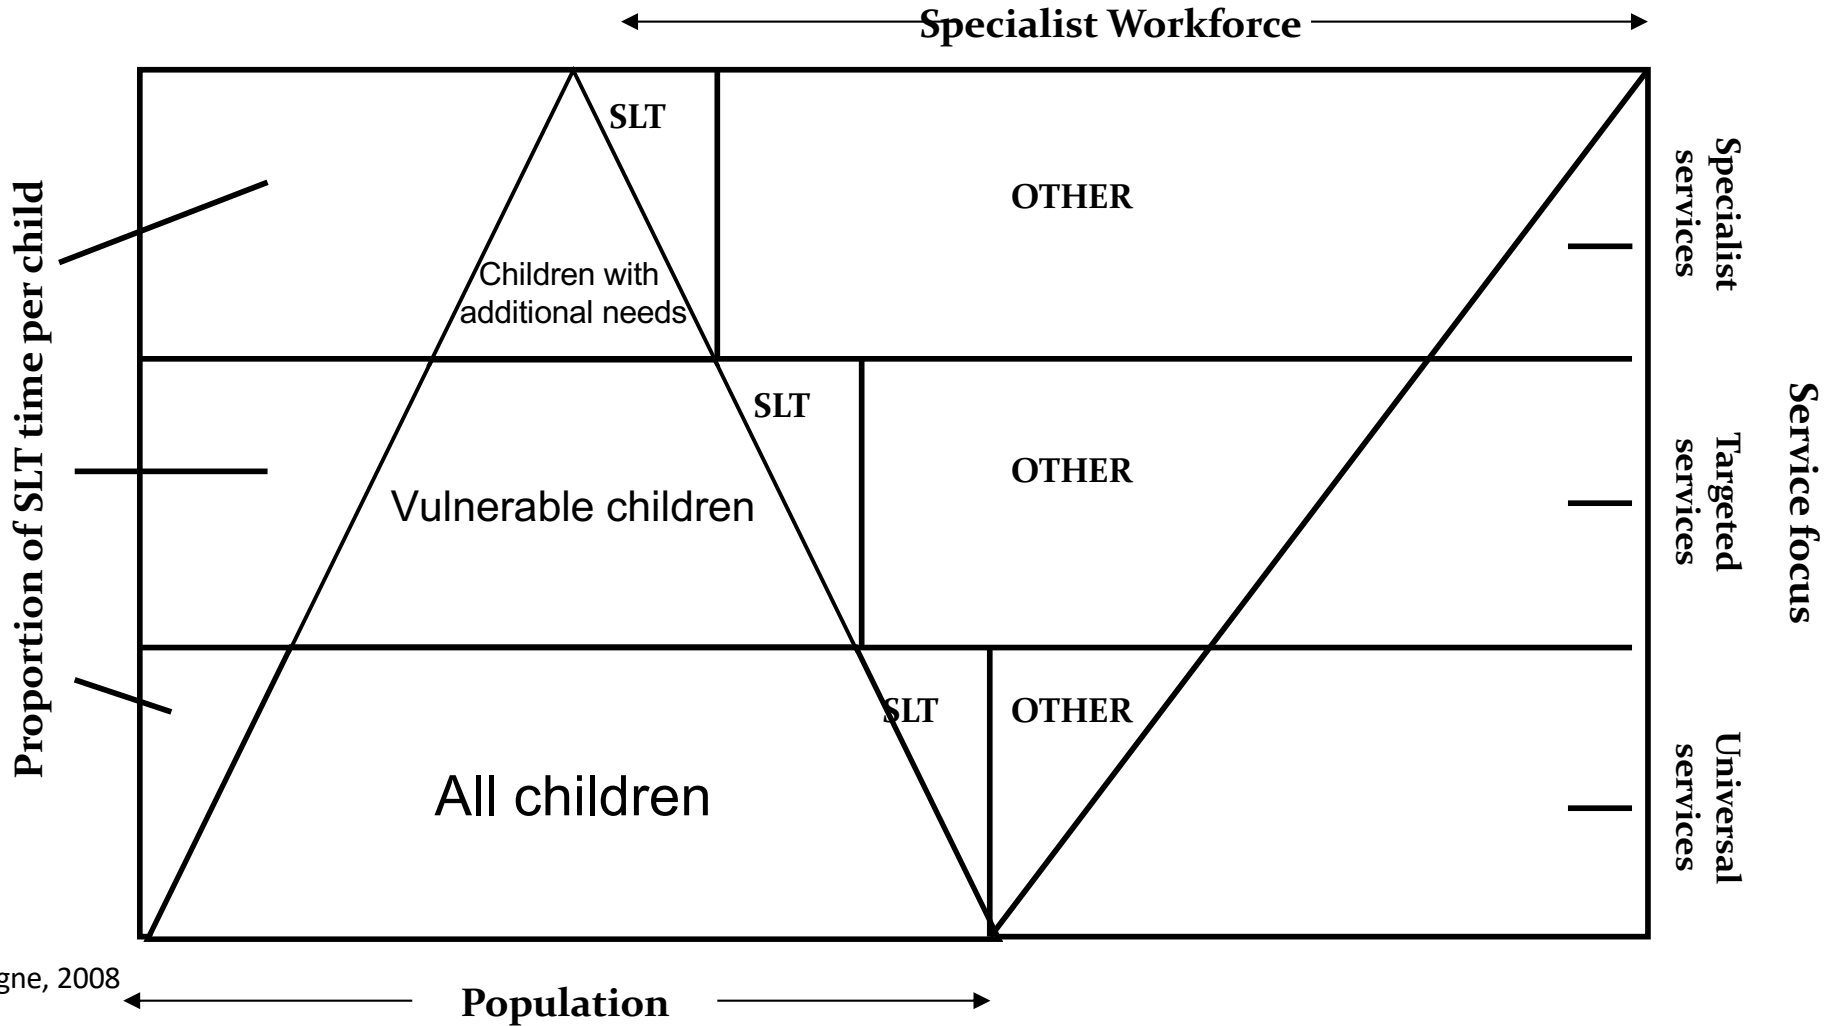 Specialist Workforce
SLT
OTHER
Children with
additional needs
SLT
OTHER
Vulnerable children
SLT
OTHER
All children
Proportion of SLT time per child
Specialist
services
Targeted
services
Universal
services
Service focus
gne, 2008
Population